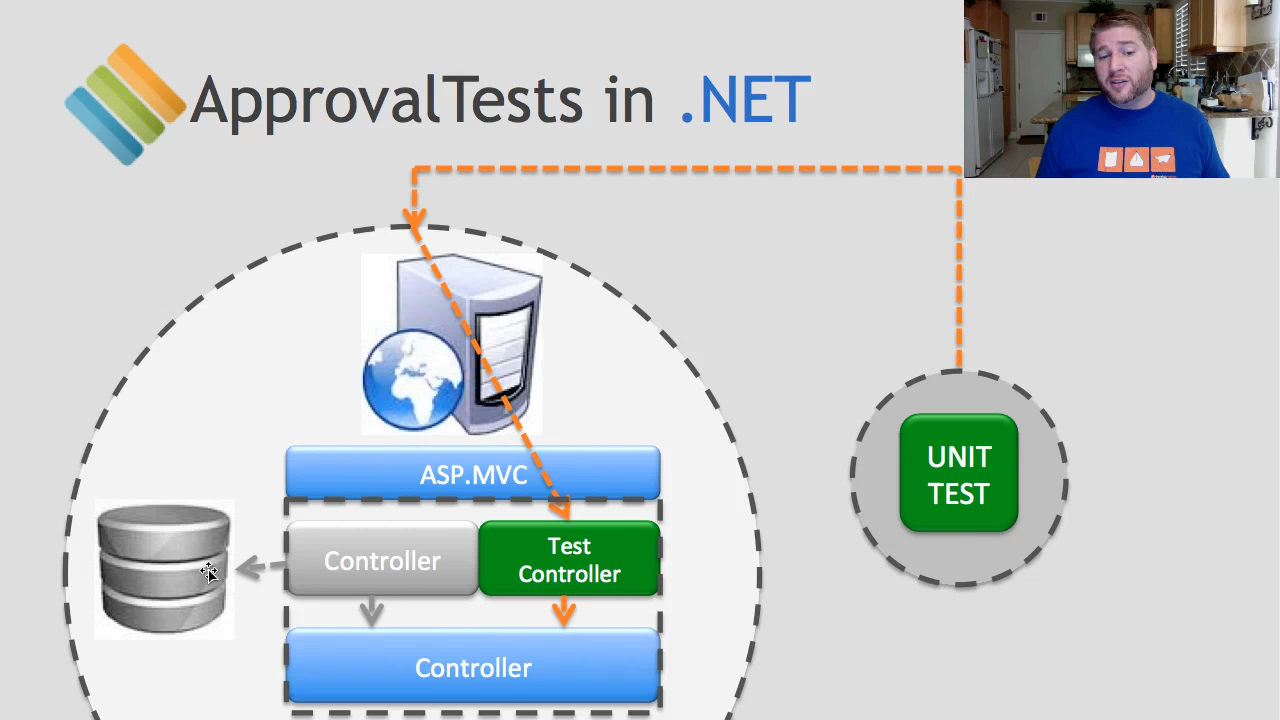 ApprovalTests in .NET
ASP.MVC
UNIT
TEST
Controller
Test
Controller
Controller